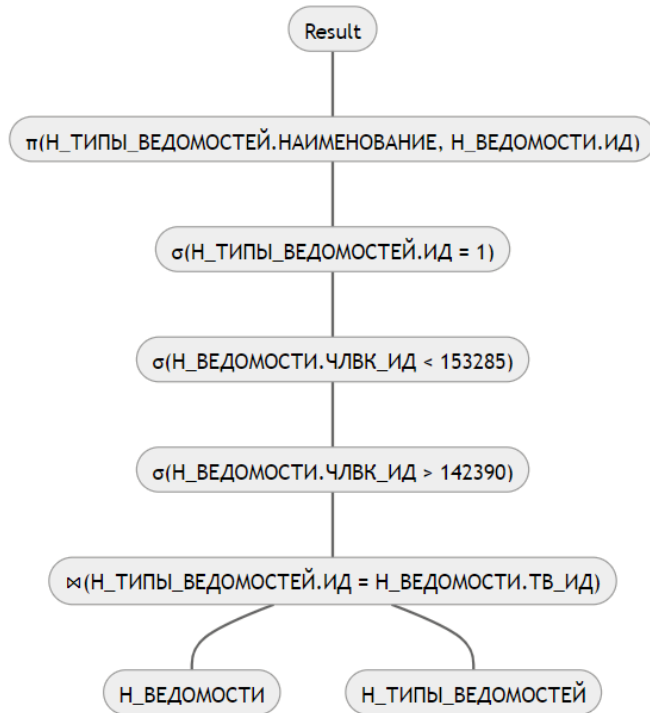 Result
π(Н_ТИПЫ_ВЕДОМОСТЕЙ.НАИМЕНОВАНИЕ, Н_ВЕДОМОСТИ.ИД)
σ(Н_ТИПЫ_ВЕДОМОСТЕЙ.ИД = 1)
σ(Н_ВЕДОМОСТИ.ЧЛВК_ИД < 153285)
σ(Н_ВЕДОМОСТИ.ЧЛВК_ИД > 142390)
⋈(Н_ТИПЫ_ВЕДОМОСТЕЙ.ИД = Н_ВЕДОМОСТИ.ТВ_ИД)
Н_ВЕДОМОСТИ
Н_ТИПЫ_ВЕДОМОСТЕЙ